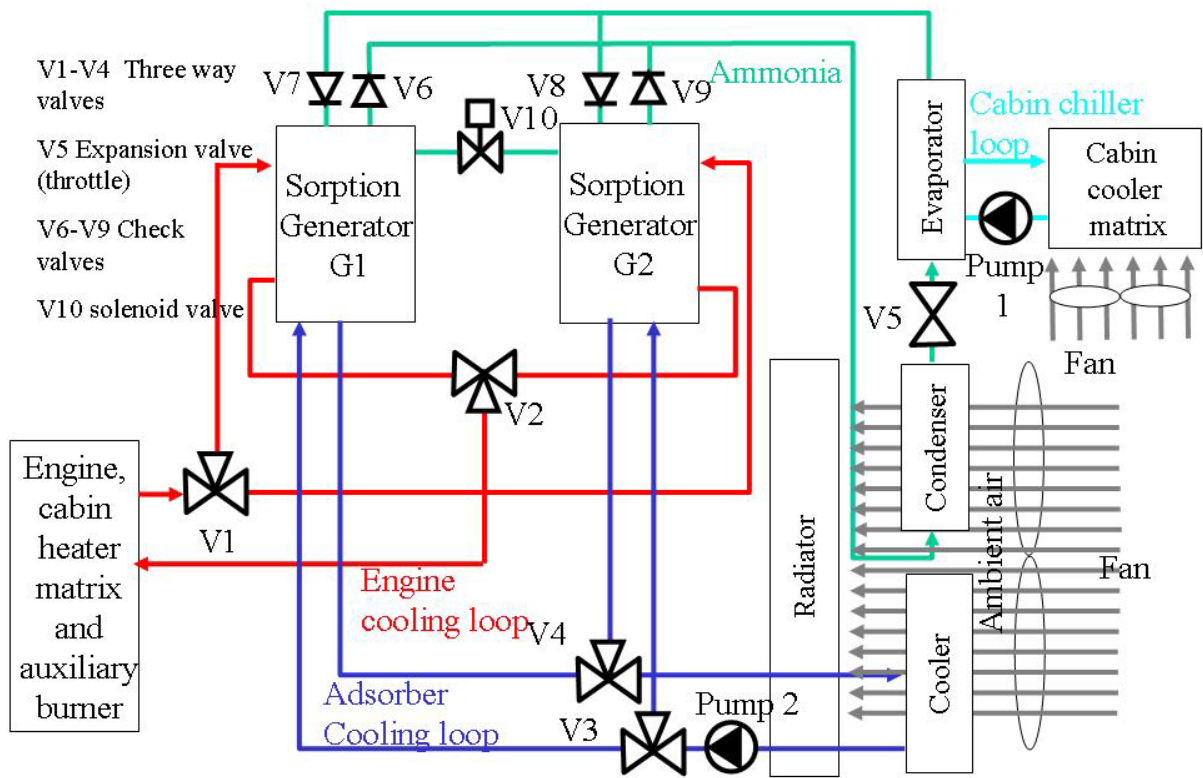 V1-V4  Three way
valves
V5 Expansion valve
(throttle)
V6-V9 Check
valves
V10 solenoid valve
V7
V6
V8
V9
V10
Ammonia
Sorption
Generator
G1
Sorption
Generator
G2
Evaporator
Cabin chiller
loop
Cabin
cooler
matrix
Pump
1
V5
Fan
Condenser
Ambient air
Fan
Radiator
Cooler
V2
Engine,
cabin
heater
matrix
and
auxiliary
burner
V1
Engine
cooling loop
V4
Adsorber
Cooling loop
V3
Pump 2